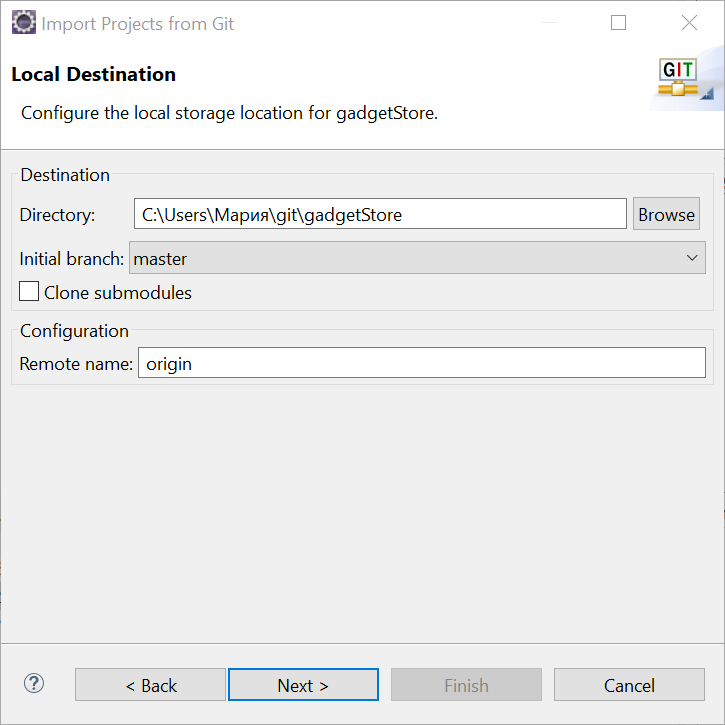 Import Projects from Git
Local Destination
GIT
Configure the local storage location for gadgetStore.
Destination
Directory: C:\Users\Мария\git\gadgetStore Browse
Initial branch: master
Clone submodules
Configuration
Remote name: origin
? < Back Next > Finish Cancel